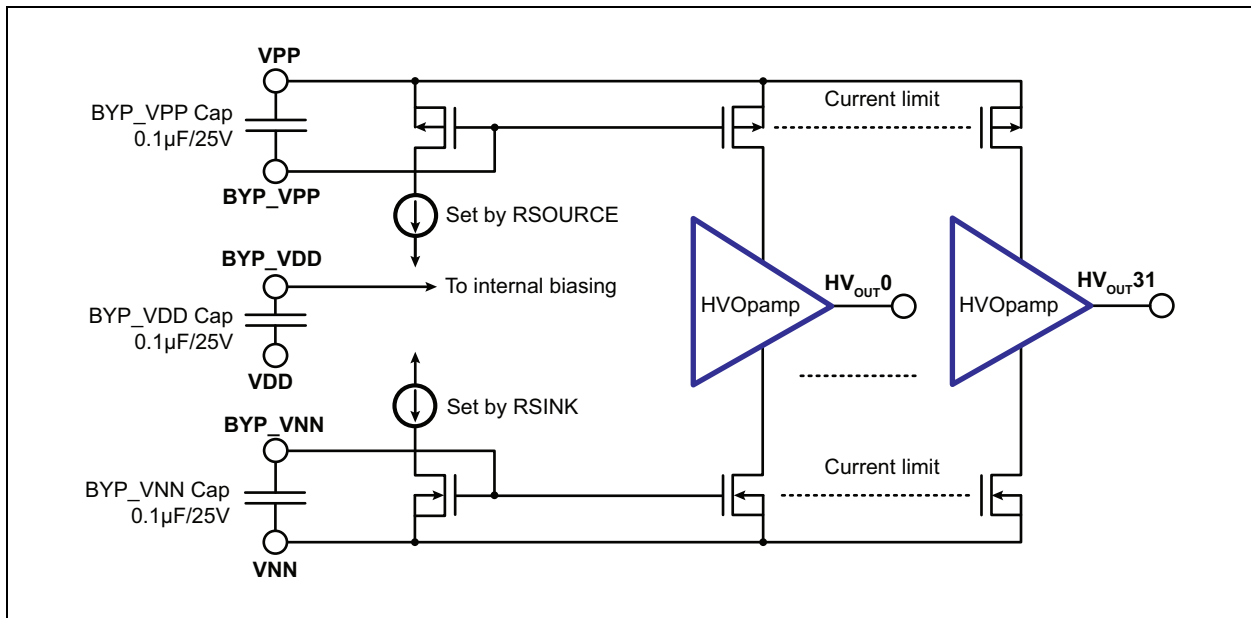 VPP
BYP_VPP Cap
0.1µF/25V
BYP_VPP
Current limit
Set by RSOURCE
BYP_VDD
To internal biasing
BYP_VDD Cap
0.1µF/25V
VDD
HVOpamp
HVOUT0
HVOpamp
HVOUT31
Set by RSINK
BYP_VNN
BYP_VNN Cap
0.1µF/25V
Current limit
VNN